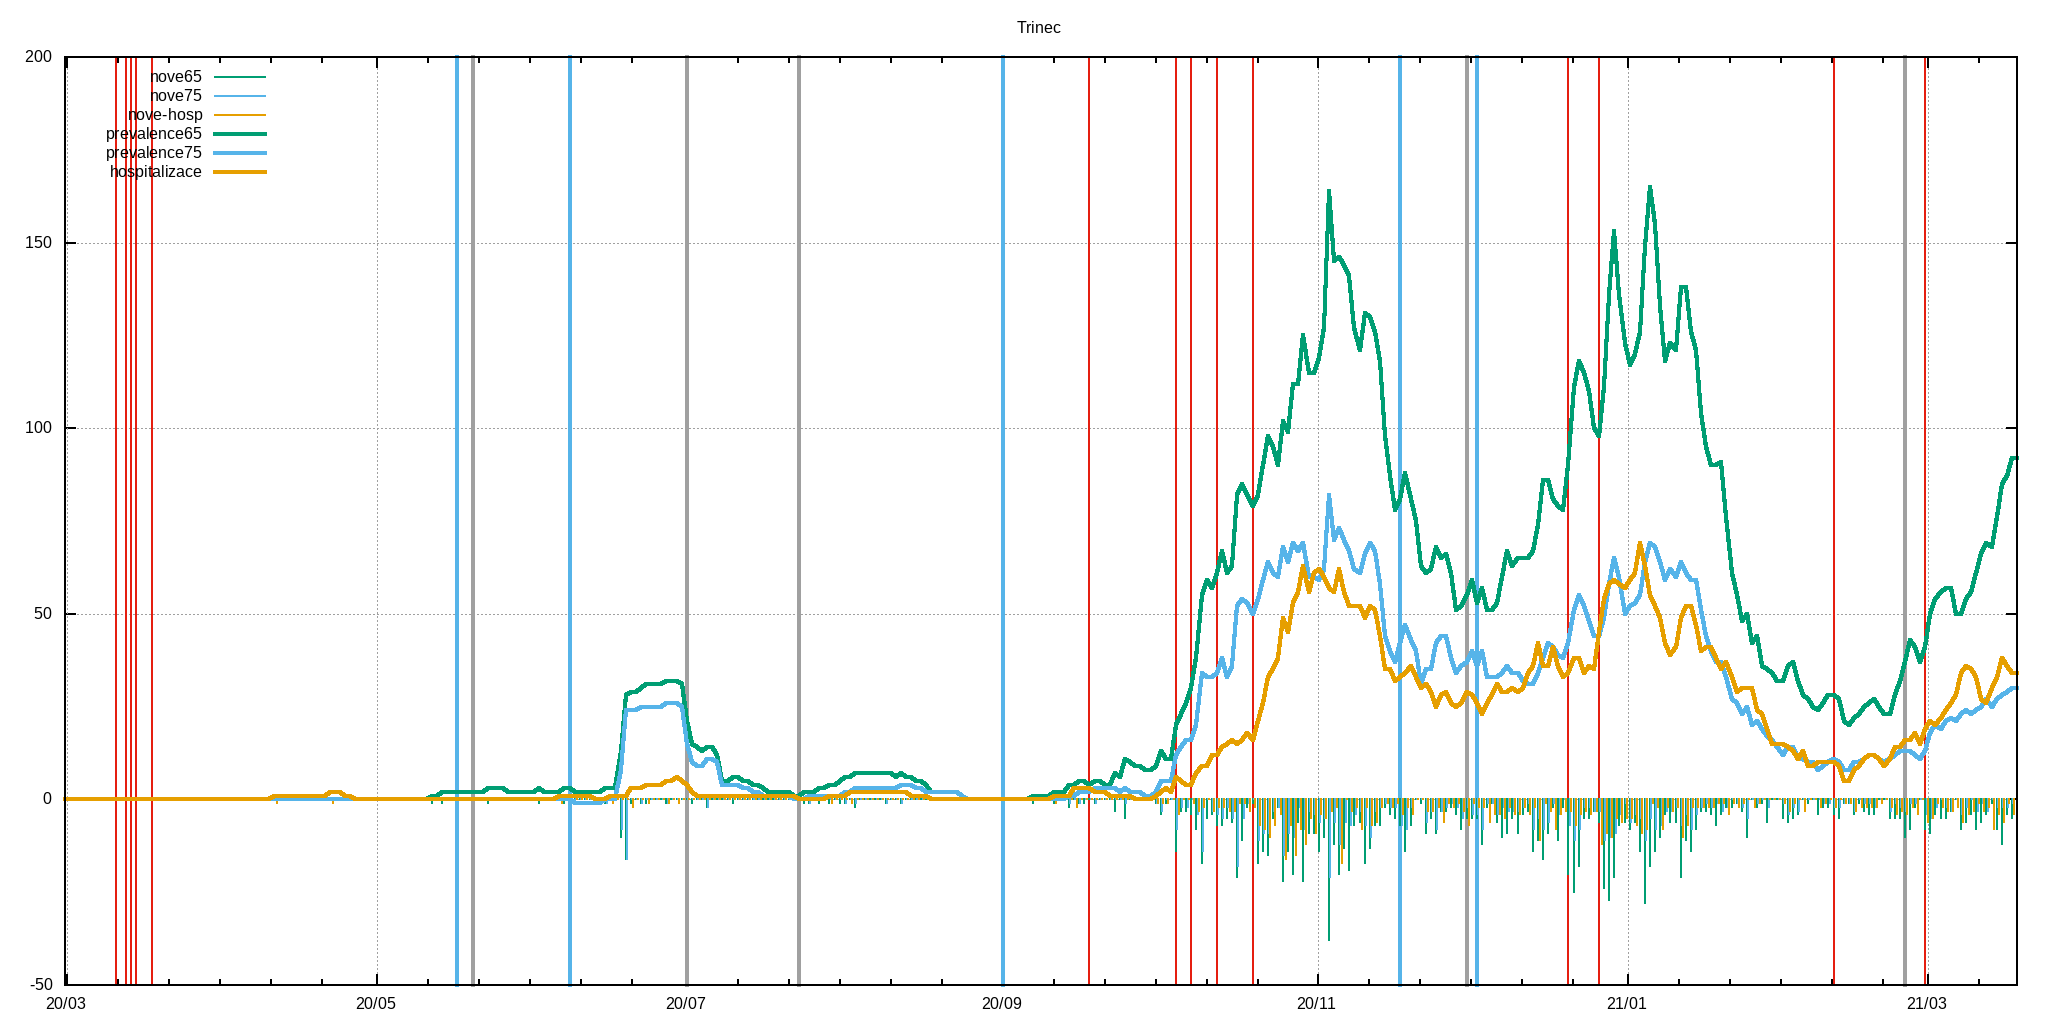 Trinec
200
nove65
nove75
nove-hosp
prevalence65
prevalence75
hospitalizace
150
100
50
0
-50
20/03 20/05 20/07 20/09 20/11 21/01 21/03